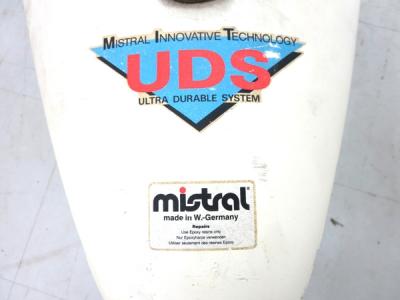 Mistral Innovative Technology
UDS
ULTRA DURABLE SYSTEM
mistral
made in W.-Germany
Repairs
Use Epoxy resins only
Nur Epoxyharze verwenden
Utiliser seulement des resines Epoxy